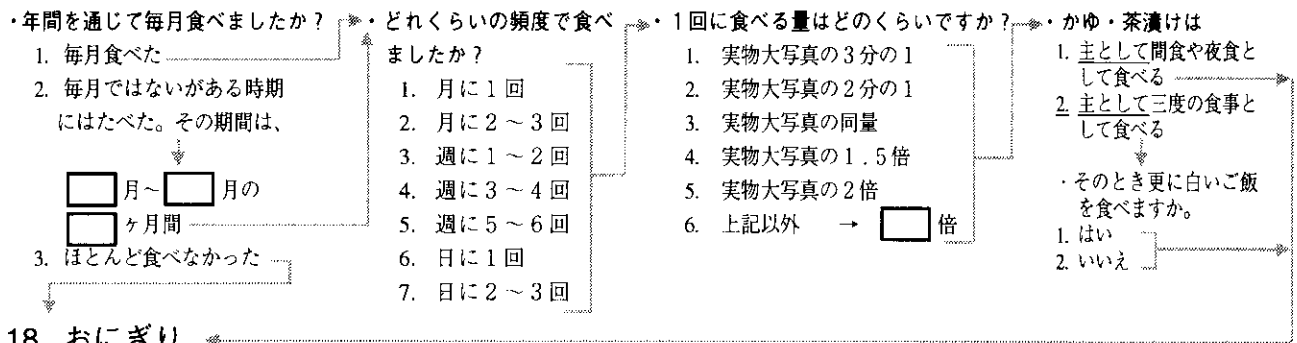 ・年間を通じて毎月食べましたか?
1. 毎月食べた
2. 毎月ではないがある時期
にはたべた。その期間は、
月~ 月の
ヶ月間
3. ほとんど食べなかった
・どれくらいの頻度で食べ
ましたか?
1. 月に1回
2. 月に2~3回
3. 週に1~2回
4. 週に3~4回
5. 週に5~6回
6. 日に1回
7. 日に2~3回
・1回に食べる量はどのくらいですか?
1. 実物大写真の3分の1
2. 実物大写真の2分の1
3. 実物大写真の同量
4. 実物大写真の1.5倍
5. 実物大写真の2倍
6. 上記以外 → 倍
・かゆ・茶漬けは
1. 主として間食や夜食と
して食べる
2. 主として三度の食事と
して食べる
・そのとき更に白いご飯
を食べますか。
1. はい
2. いいえ
18 おにぎり